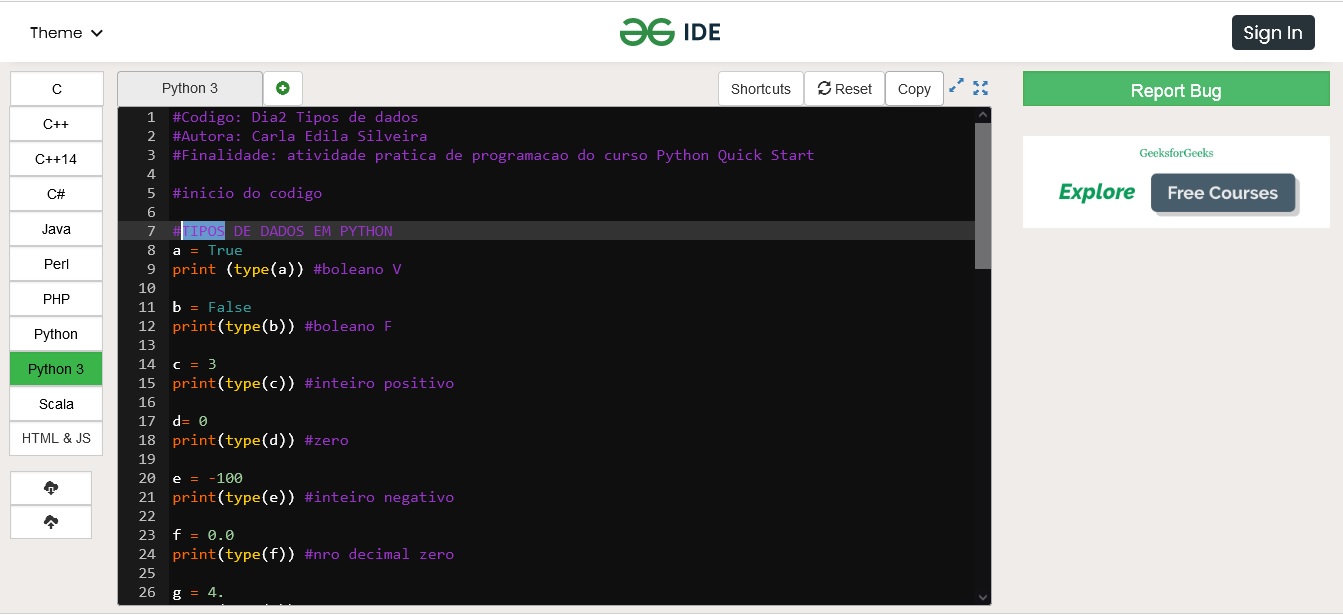 Theme
IDE
Sign In
C
C++
C++14
C#
Java
Perl
PHP
Python
Python 3
Scala
HTML & JS
Python 3
Shortcuts
Reset
Copy
1 #Codigo: Dia2 Tipos de dados
2 #Autora: Carla Edila Silveira
3 #Finalidade: atividade pratica de programacao do curso Python Quick Start
4
5 #inicio do codigo
6
7 #TIPOS DE DADOS EM PYTHON
8 a = True
9 print (type(a)) #boleano V
10
11 b = False
12 print(type(b)) #boleano F
13
14 c = 3
15 print(type(c)) #inteiro positivo
16
17 d= 0
18 print(type(d)) #zero
19
20 e = -100
21 print(type(e)) #inteiro negativo
22
23 f = 0.0
24 print(type(f)) #nro decimal zero
25
26 g = 4.
Report Bug
GeeksforGeeks
Explore
Free Courses